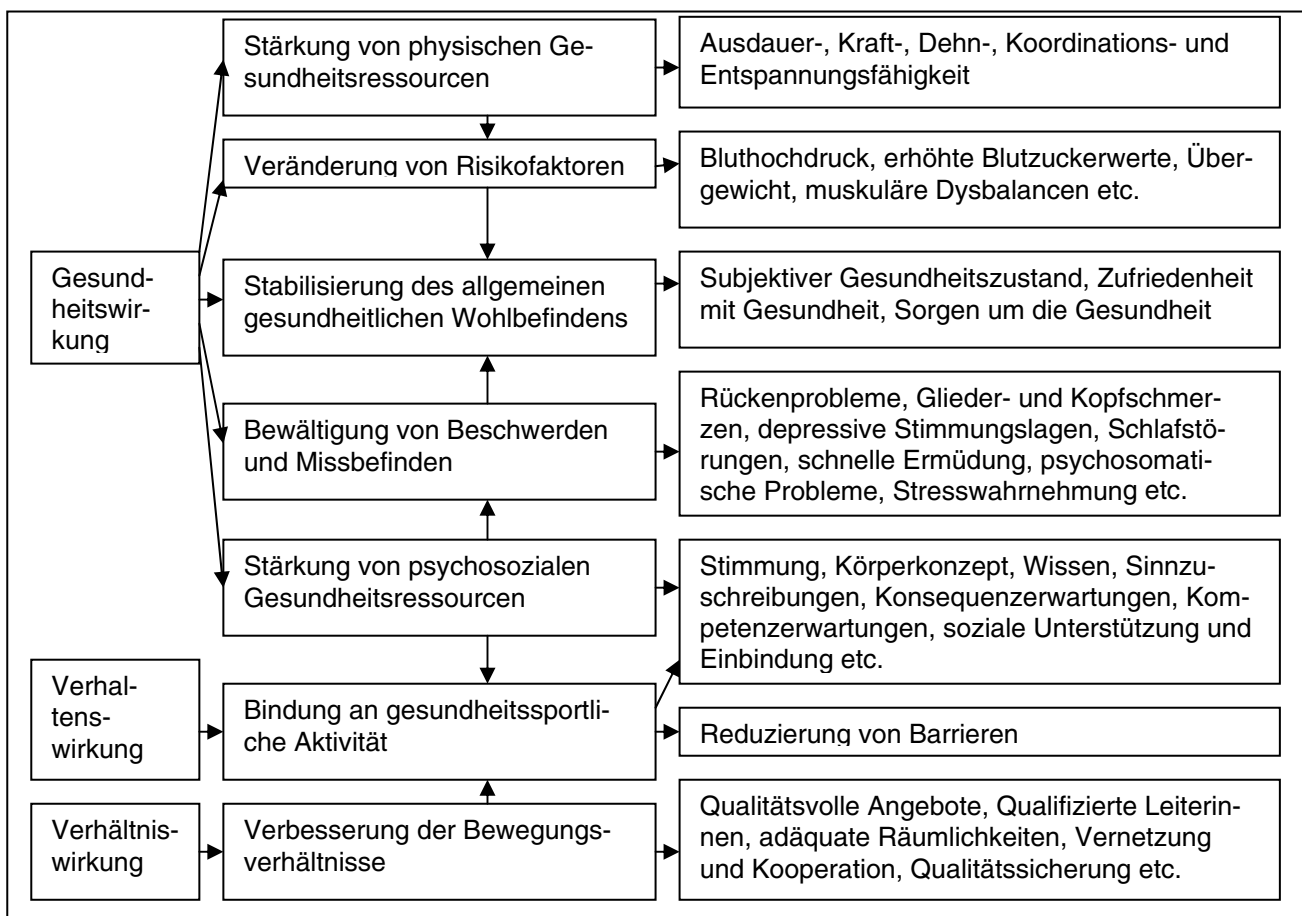 Stärkung von physischen Ge-
sundheitsressourcen
Ausdauer-, Kraft-, Dehn-, Koordinations- und
Entspannungsfähigkeit
Veränderung von Risikofaktoren
Bluthochdruck, erhöhte Blutzuckerwerte, Über-
gewicht, muskuläre Dysbalancen etc.
Gesund-
heitswir-
kung
Stabilisierung des allgemeinen
gesundheitlichen Wohlbefindens
Subjektiver Gesundheitszustand, Zufriedenheit
mit Gesundheit, Sorgen um die Gesundheit
Bewältigung von Beschwerden
und Missbefinden
Rückenprobleme, Glieder- und Kopfschmer-
zen, depressive Stimmungslagen, Schlafstö-
rungen, schnelle Ermüdung, psychosomati-
sche Probleme, Stresswahrnehmung etc.
Stärkung von psychosozialen
Gesundheitsressourcen
Stimmung, Körperkonzept, Wissen, Sinnzu-
schreibungen, Konsequenzerwartungen, Kom-
petenzerwartungen, soziale Unterstützung und
Einbindung etc.
Verhal-
tens-
wirkung
Bindung an gesundheitssportli-
che Aktivität
Reduzierung von Barrieren
Verhältnis-
wirkung
Verbesserung der Bewegungs-
verhältnisse
Qualitätsvolle Angebote, Qualifizierte Leiterin-
nen, adäquate Räumlichkeiten, Vernetzung
und Kooperation, Qualitätssicherung etc.